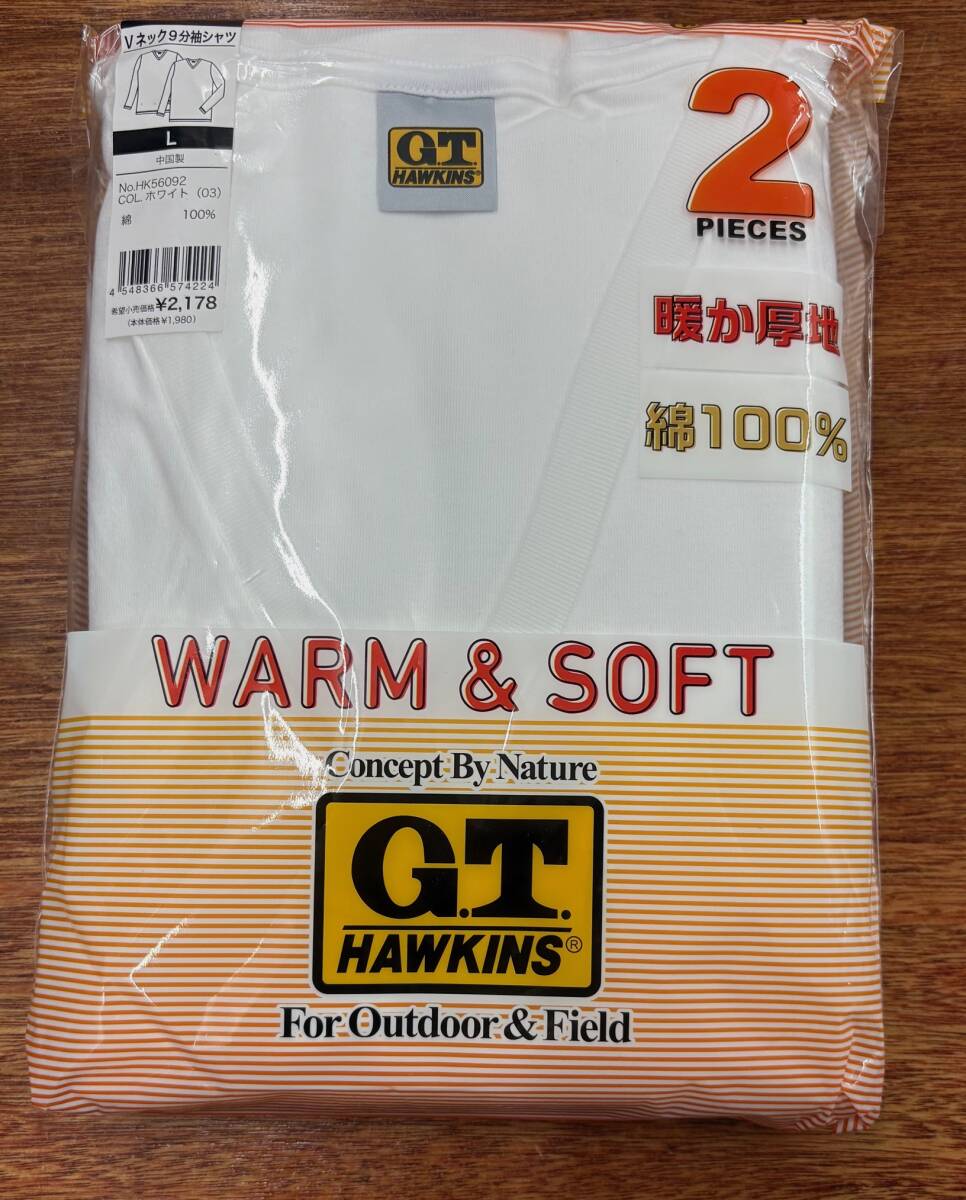 Vネック9分袖シャツ
L
中国製
No.HK56092
COL.ホワイト（03）
綿 100%
4 548366 574224
希望小売価格 ¥2,178
（本体価格¥1,980）
G.T.
HAWKINS®
2
PIECES
暖か厚地
綿100%
WARM & SOFT
Concept By Nature
G.T.
HAWKINS®
For Outdoor & Field